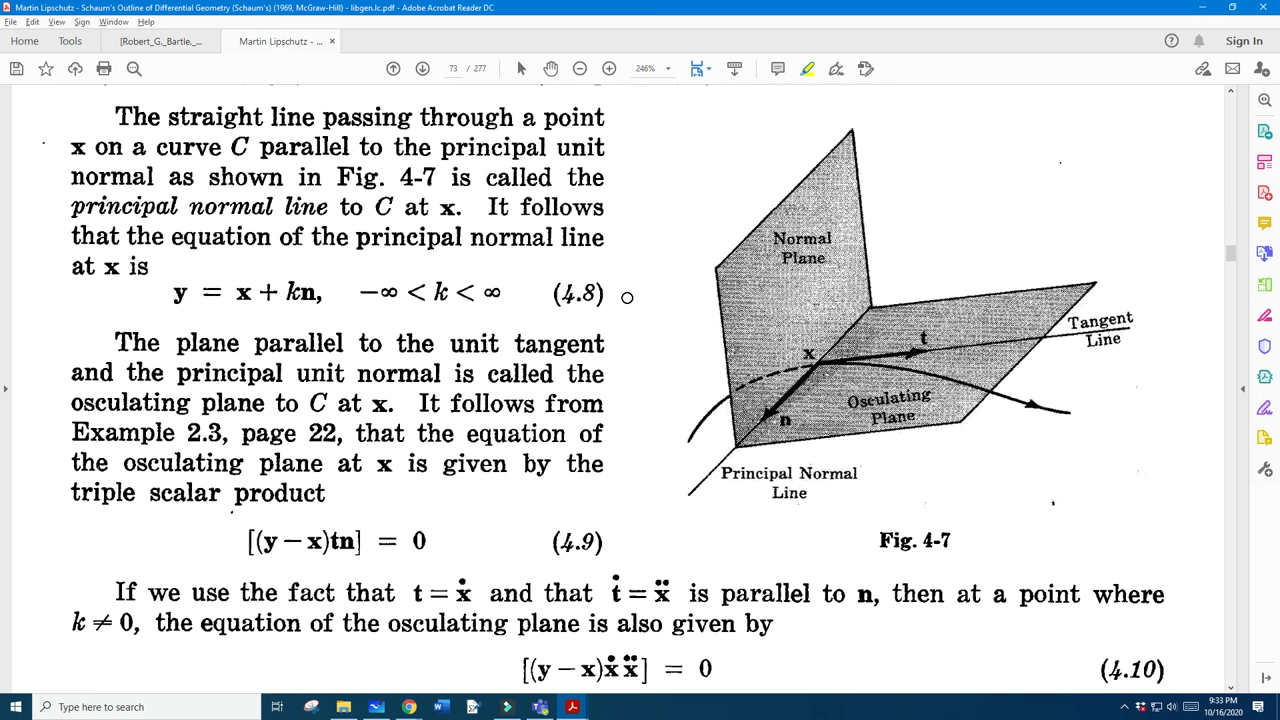 Martin Lipschutz - Schaum's Outline of Differential Geometry (Schaum's) (1969, McGraw-Hill) - libgen.lc.pdf - Adobe Acrobat Reader DC
File Edit View Sign Window Help
Home Tools [Robert_G._Bartle,_... Martin Lipschutz - ... × Sign In
73 / 277 246%
The straight line passing through a point
x on a curve C parallel to the principal unit
normal as shown in Fig. 4-7 is called the
principal normal line to C at x. It follows
that the equation of the principal normal line
at x is
y = x + kn, −∞ < k < ∞ (4.8)
The plane parallel to the unit tangent
and the principal unit normal is called the
osculating plane to C at x. It follows from
Example 2.3, page 22, that the equation of
the osculating plane at x is given by the
triple scalar product
[(y − x)tn] = 0 (4.9)
Normal
Plane
Tangent
Line
x
t
n
Osculating
Plane
Principal Normal
Line
Fig. 4-7
If we use the fact that t = ẋ and that ṫ = ẍ is parallel to n, then at a point where
k ≠ 0, the equation of the osculating plane is also given by
[(y − x)ẋ ẍ] = 0 (4.10)
Type here to search
9:33 PM
10/16/2020